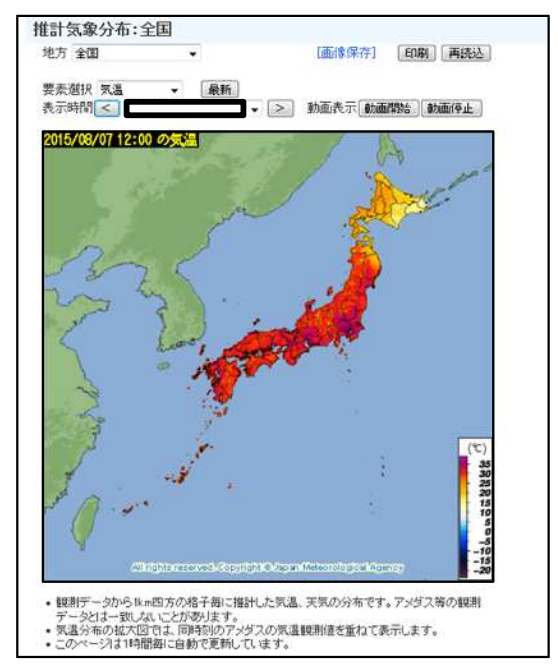 推計気象分布：全国
地方 全国 [画像保存] 印刷 再読込
要素選択 気温 最新
表示時間 < > 動画表示 動画開始 動画停止
2015/08/07 12:00 の気温
(℃)
35
30
25
20
15
10
5
0
-5
-10
-15
-20
All rights reserved. Copyright © Japan Meteorological Agency
• 観測データから1km四方の格子毎に推計した気温、天気の分布です。アメダス等の観測
データとは一致しないことがあります。
• 気温分布の拡大図では、同時刻のアメダスの気温観測値を重ねて表示します。
• このページは1時間毎に自動で更新しています。